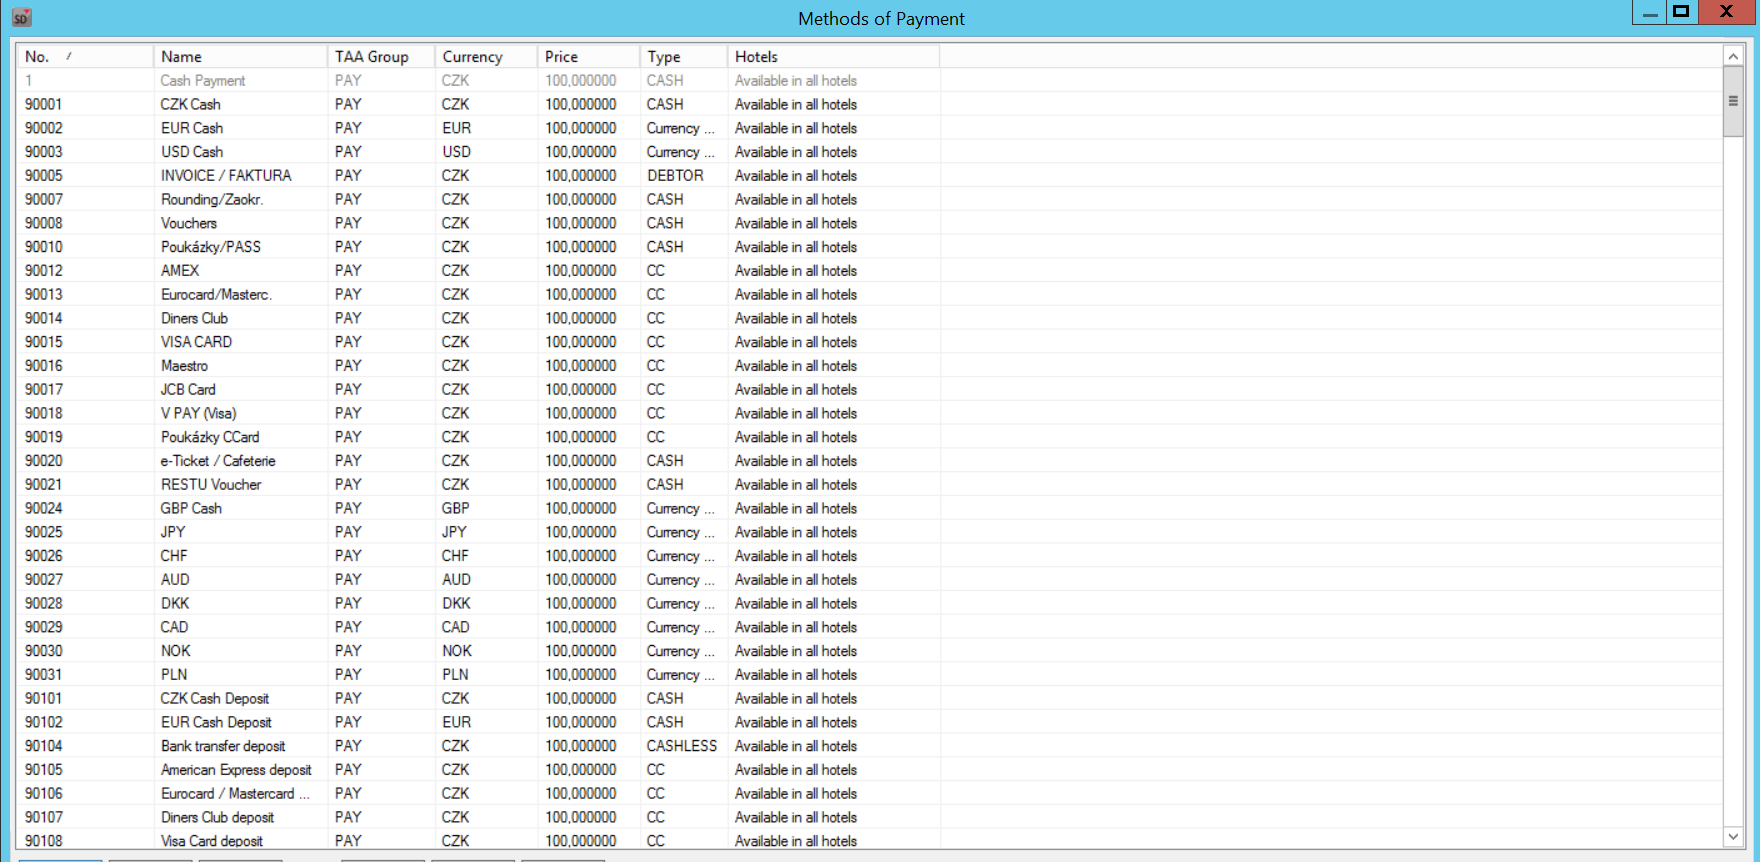 SD
Methods of Payment
No. Name TAA Group Currency Price Type Hotels
1 Cash Payment PAY CZK 100,000000 CASH Available in all hotels
90001 CZK Cash PAY CZK 100,000000 CASH Available in all hotels
90002 EUR Cash PAY EUR 100,000000 Currency ... Available in all hotels
90003 USD Cash PAY USD 100,000000 Currency ... Available in all hotels
90005 INVOICE / FAKTURA PAY CZK 100,000000 DEBTOR Available in all hotels
90007 Rounding/Zaokr. PAY CZK 100,000000 CASH Available in all hotels
90008 Vouchers PAY CZK 100,000000 CASH Available in all hotels
90010 Poukázky/PASS PAY CZK 100,000000 CASH Available in all hotels
90012 AMEX PAY CZK 100,000000 CC Available in all hotels
90013 Eurocard/Masterc. PAY CZK 100,000000 CC Available in all hotels
90014 Diners Club PAY CZK 100,000000 CC Available in all hotels
90015 VISA CARD PAY CZK 100,000000 CC Available in all hotels
90016 Maestro PAY CZK 100,000000 CC Available in all hotels
90017 JCB Card PAY CZK 100,000000 CC Available in all hotels
90018 V PAY (Visa) PAY CZK 100,000000 CC Available in all hotels
90019 Poukázky CCard PAY CZK 100,000000 CC Available in all hotels
90020 e-Ticket / Cafeterie PAY CZK 100,000000 CASH Available in all hotels
90021 RESTU Voucher PAY CZK 100,000000 CASH Available in all hotels
90024 GBP Cash PAY GBP 100,000000 Currency ... Available in all hotels
90025 JPY PAY JPY 100,000000 Currency ... Available in all hotels
90026 CHF PAY CHF 100,000000 Currency ... Available in all hotels
90027 AUD PAY AUD 100,000000 Currency ... Available in all hotels
90028 DKK PAY DKK 100,000000 Currency ... Available in all hotels
90029 CAD PAY CAD 100,000000 Currency ... Available in all hotels
90030 NOK PAY NOK 100,000000 Currency ... Available in all hotels
90031 PLN PAY PLN 100,000000 Currency ... Available in all hotels
90101 CZK Cash Deposit PAY CZK 100,000000 CASH Available in all hotels
90102 EUR Cash Deposit PAY EUR 100,000000 CASH Available in all hotels
90104 Bank transfer deposit PAY CZK 100,000000 CASHLESS Available in all hotels
90105 American Express deposit PAY CZK 100,000000 CC Available in all hotels
90106 Eurocard / Mastercard ... PAY CZK 100,000000 CC Available in all hotels
90107 Diners Club deposit PAY CZK 100,000000 CC Available in all hotels
90108 Visa Card deposit PAY CZK 100,000000 CC Available in all hotels